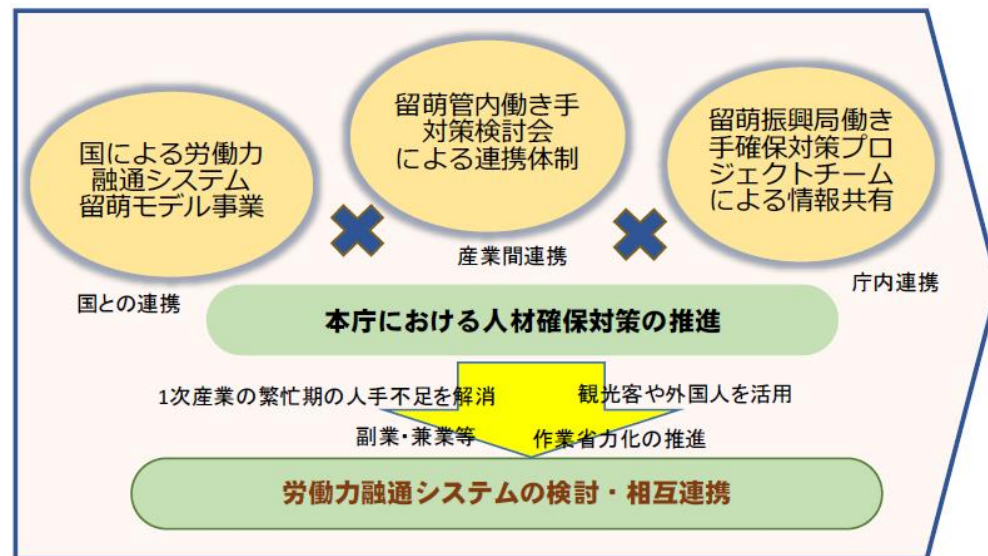 国による労働力
融通システム
留萌モデル事業
留萌管内働き手
対策検討会
による連携体制
留萌振興局働き
手確保対策プロ
ジェクトチーム
による情報共有
国との連携
産業間連携
庁内連携
本庁における人材確保対策の推進
1次産業の繁忙期の人手不足を解消
観光客や外国人を活用
副業・兼業等
作業省力化の推進
労働力融通システムの検討・相互連携